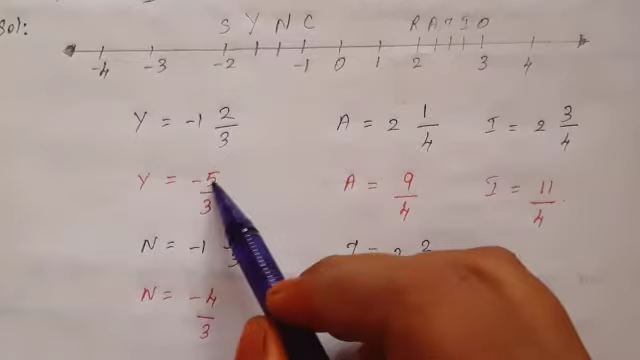 Sol:
S Y N C R A T I O
-4 -3 -2 -1 0 1 2 3 4
Y = -1 2/3 A = 2 1/4 I = 2 3/4
Y = -5/3 A = 9/4 I = 11/4
N = -1
N = -4/3